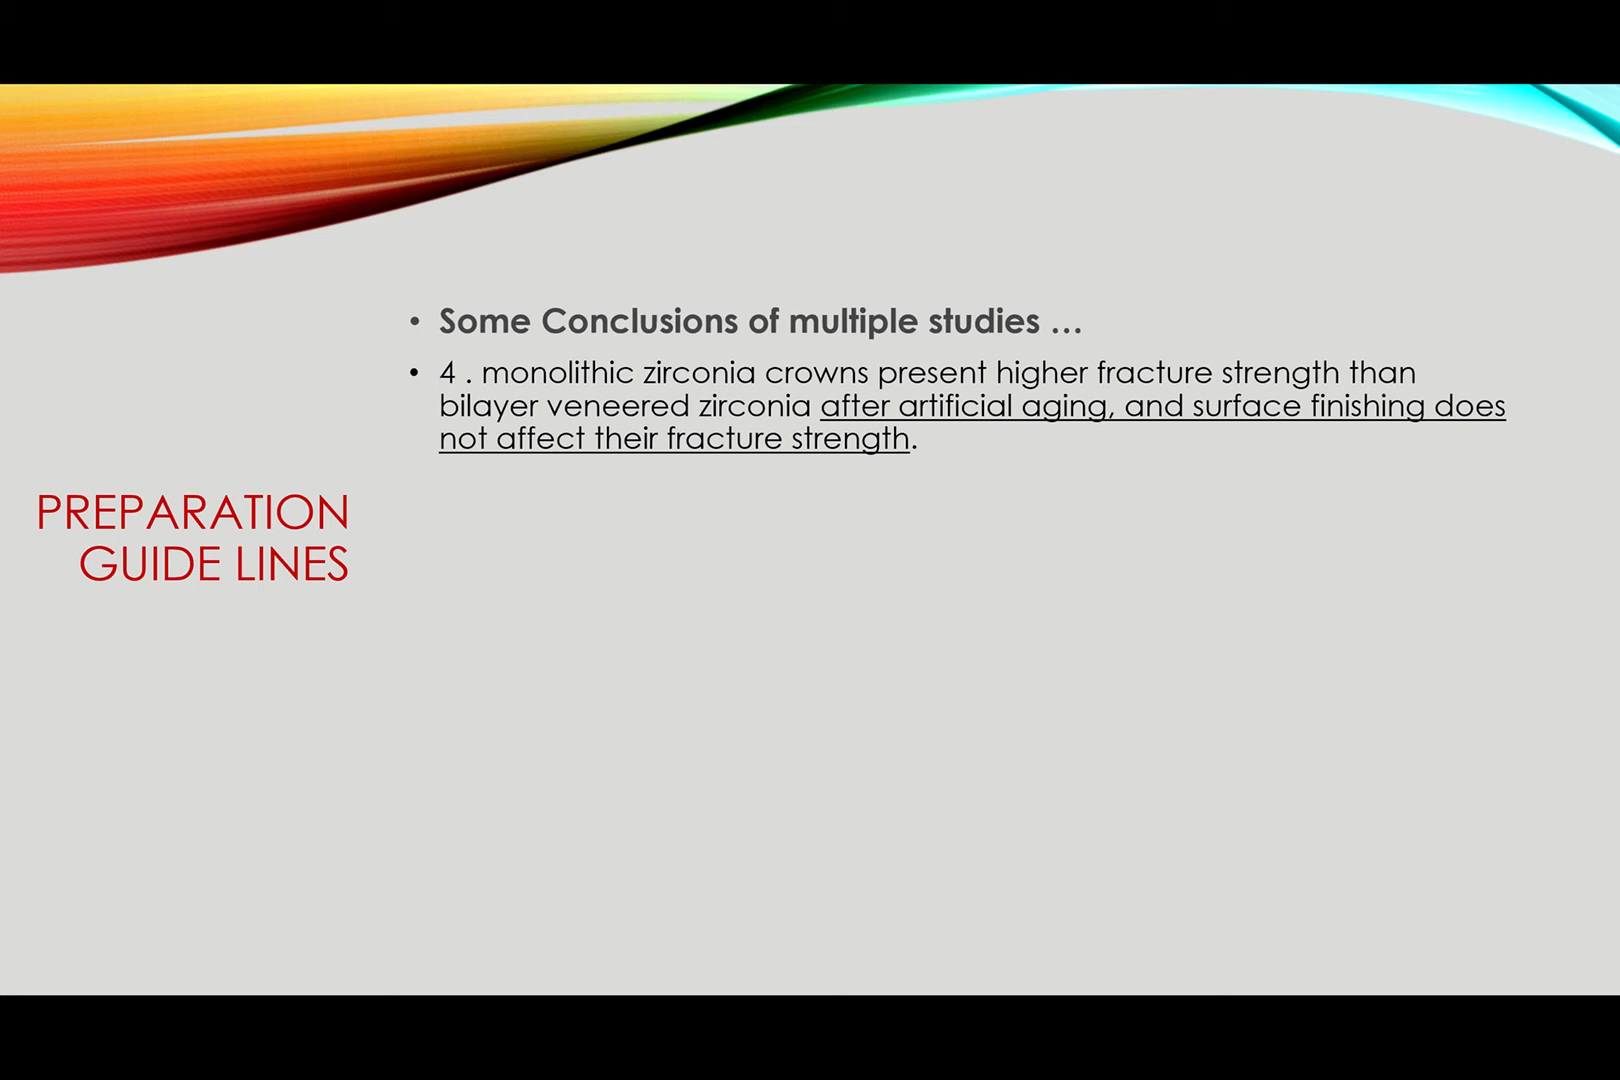 • Some Conclusions of multiple studies …
• 4 . monolithic zirconia crowns present higher fracture strength than
bilayer veneered zirconia after artificial aging, and surface finishing does
not affect their fracture strength.
PREPARATION
GUIDE LINES